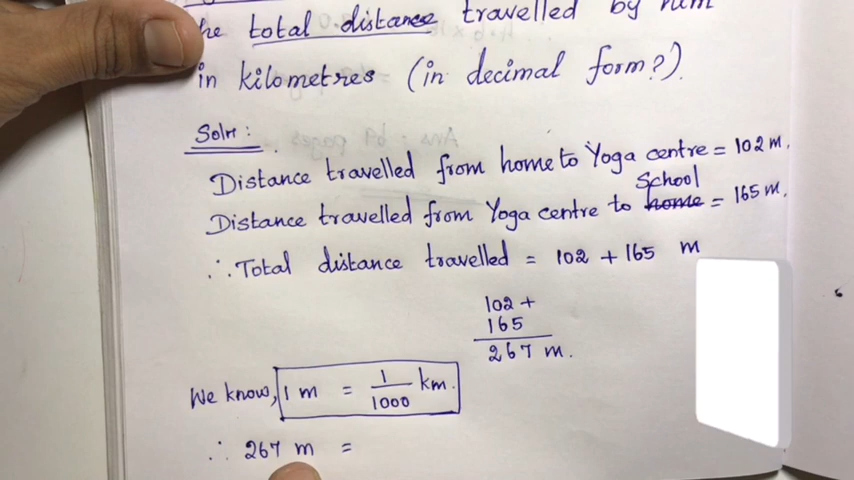 he total distance travelled by him
in kilometres (in decimal form?)
Soln:
Distance travelled from home to Yoga centre = 102 m.
School
Distance travelled from Yoga centre to home = 165 m.
∴ Total distance travelled = 102 + 165 m
102 +
165
267 m.
We know, 1 m = 1/1000 km.
∴ 267 m =